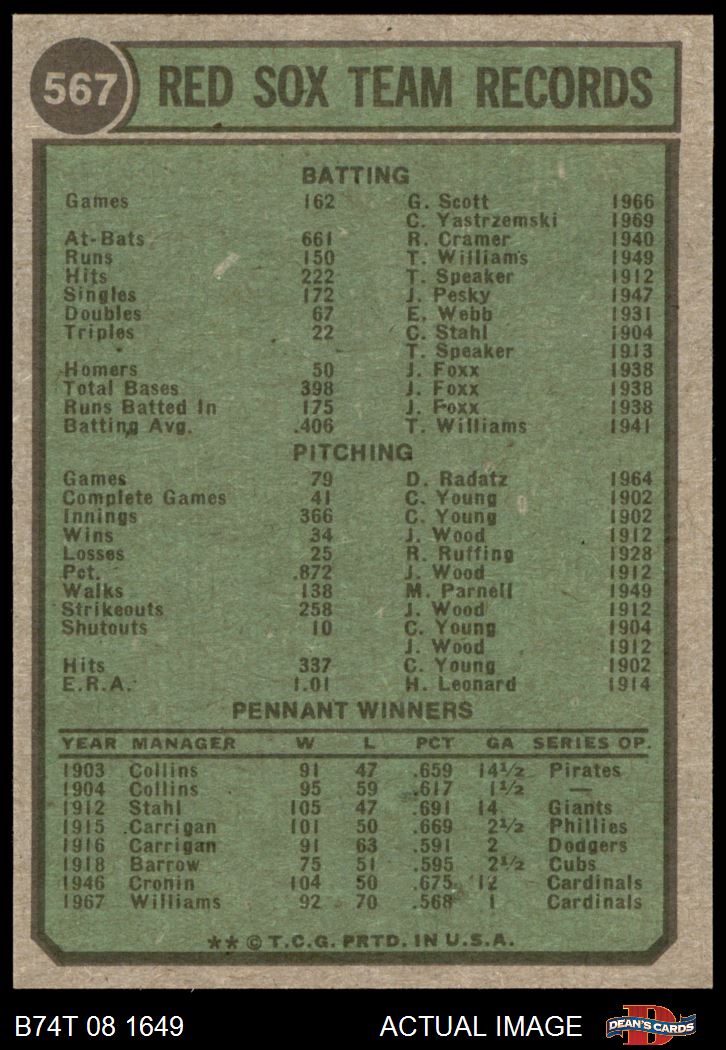 567 RED SOX TEAM RECORDS
BATTING
Games 162 G. Scott 1966
C. Yastrzemski 1969
At-Bats 661 R. Cramer 1940
Runs 150 T. Williams 1949
Hits 222 T. Speaker 1912
Singles 172 J. Pesky 1947
Doubles 67 E. Webb 1931
Triples 22 C. Stahl 1904
T. Speaker 1913
Homers 50 J. Foxx 1938
Total Bases 398 J. Foxx 1938
Runs Batted In 175 J. Foxx 1938
Batting Avg. .406 T. Williams 1941
PITCHING
Games 79 D. Radatz 1964
Complete Games 41 C. Young 1902
Innings 366 C. Young 1902
Wins 34 J. Wood 1912
Losses 25 R. Ruffing 1928
Pct. .872 J. Wood 1912
Walks 138 M. Parnell 1949
Strikeouts 258 J. Wood 1912
Shutouts 10 C. Young 1904
J. Wood 1912
Hits 337 C. Young 1902
E.R.A. 1.01 H. Leonard 1914
PENNANT WINNERS
YEAR MANAGER W L PCT GA SERIES OP.
1903 Collins 91 47 .659 14½ Pirates
1904 Collins 95 59 .617 1½ —
1912 Stahl 105 47 .691 14 Giants
1915 Carrigan 101 50 .669 2½ Phillies
1916 Carrigan 91 63 .591 2 Dodgers
1918 Barrow 75 51 .595 2½ Cubs
1946 Cronin 104 50 .675 12 Cardinals
1967 Williams 92 70 .568 1 Cardinals
** © T.C.G. PRTD. IN U.S.A.
B74T 08 1649 ACTUAL IMAGE D DEAN'S CARDS